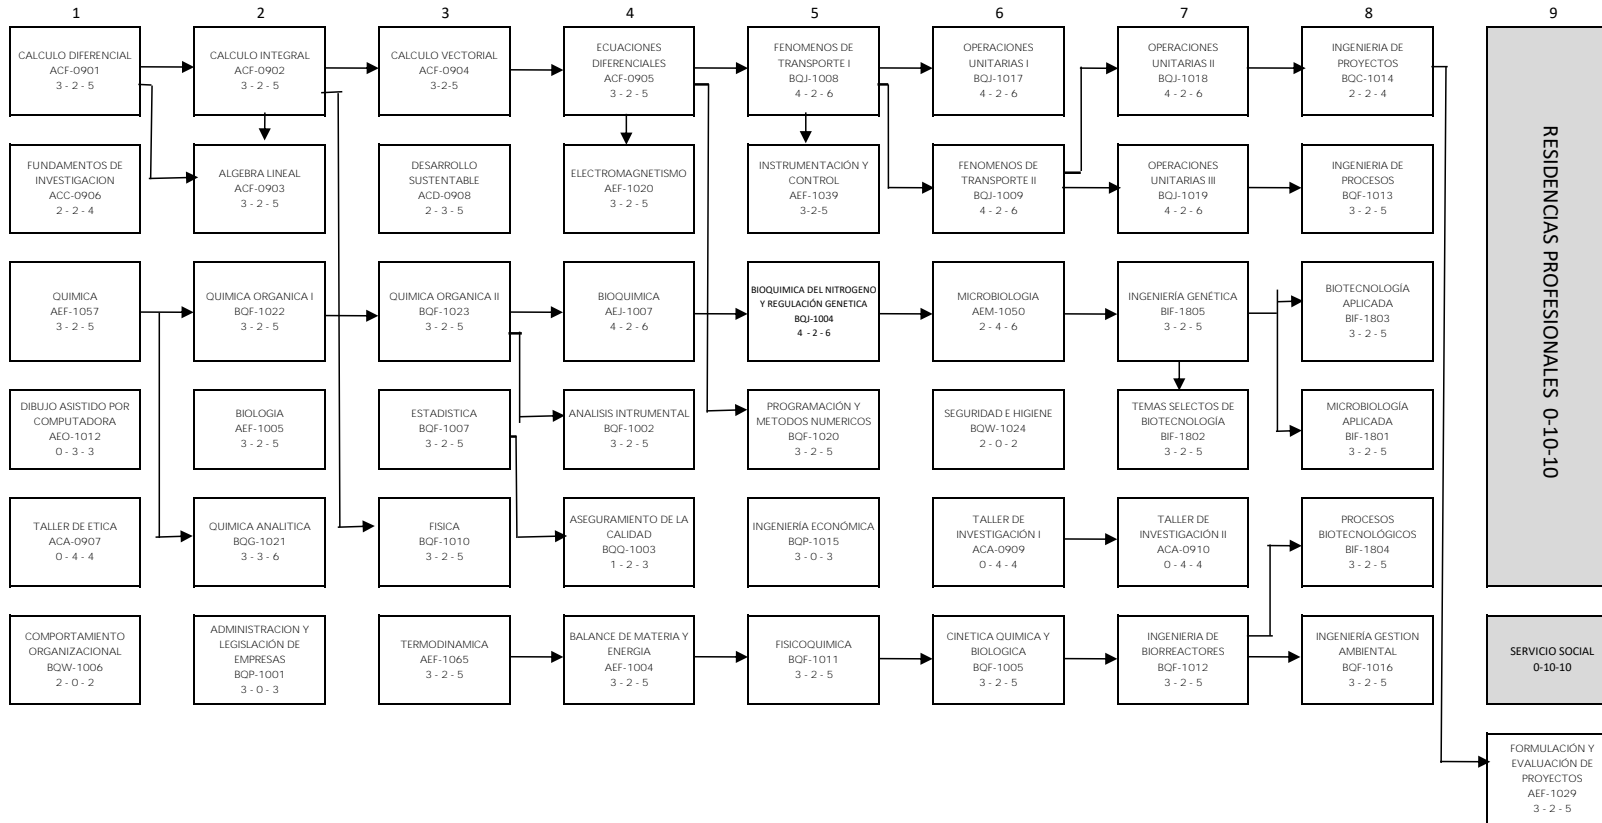 1
2
3
4
5
6
7
8
9
CALCULO DIFERENCIAL
ACF-0901
3 - 2 - 5
CALCULO INTEGRAL
ACF-0902
3 - 2 - 5
CALCULO VECTORIAL
ACF-0904
3-2-5
ECUACIONES
DIFERENCIALES
ACF-0905
3 - 2 - 5
FENOMENOS DE
TRANSPORTE I
BQJ-1008
4 - 2 - 6
OPERACIONES
UNITARIAS I
BQJ-1017
4 - 2 - 6
OPERACIONES
UNITARIAS II
BQJ-1018
4 - 2 - 6
INGENIERIA DE
PROYECTOS
BQC-1014
2 - 2 - 4
RESIDENCIAS PROFESIONALES 0-10-10
FUNDAMENTOS DE
INVESTIGACION
ACC-0906
2 - 2 - 4
ALGEBRA LINEAL
ACF-0903
3 - 2 - 5
DESARROLLO
SUSTENTABLE
ACD-0908
2 - 3 - 5
ELECTROMAGNETISMO
AEF-1020
3 - 2 - 5
INSTRUMENTACIÓN Y
CONTROL
AEF-1039
3-2-5
FENOMENOS DE
TRANSPORTE II
BQJ-1009
4 - 2 - 6
OPERACIONES
UNITARIAS III
BQJ-1019
4 - 2 - 6
INGENIERIA DE
PROCESOS
BQF-1013
3 - 2 - 5
QUIMICA
AEF-1057
3 - 2 - 5
QUIMICA ORGANICA I
BQF-1022
3 - 2 - 5
QUIMICA ORGANICA II
BQF-1023
3 - 2 - 5
BIOQUIMICA
AEJ-1007
4 - 2 - 6
BIOQUIMICA DEL NITROGENO
Y REGULACIÓN GENETICA
BQJ-1004
4 - 2 - 6
MICROBIOLOGIA
AEM-1050
2 - 4 - 6
INGENIERÍA GENÉTICA
BIF-1805
3 - 2 - 5
BIOTECNOLOGÍA
APLICADA
BIF-1803
3 - 2 - 5
DIBUJO ASISTIDO POR
COMPUTADORA
AEO-1012
0 - 3 - 3
BIOLOGIA
AEF-1005
3 - 2 - 5
ESTADISTICA
BQF-1007
3 - 2 - 5
ANALISIS INTRUMENTAL
BQF-1002
3 - 2 - 5
PROGRAMACIÓN Y
METODOS NUMERICOS
BQF-1020
3 - 2 - 5
SEGURIDAD E HIGIENE
BQW-1024
2 - 0 - 2
TEMAS SELECTOS DE
BIOTECNOLOGÍA
BIF-1802
3 - 2 - 5
MICROBIOLOGÍA
APLICADA
BIF-1801
3 - 2 - 5
TALLER DE ETICA
ACA-0907
0 - 4 - 4
QUIMICA ANALITICA
BQG-1021
3 - 3 - 6
FISICA
BQF-1010
3 - 2 - 5
ASEGURAMIENTO DE LA
CALIDAD
BQQ-1003
1 - 2 - 3
INGENIERÍA ECONÓMICA
BQP-1015
3 - 0 - 3
TALLER DE
INVESTIGACIÓN I
ACA-0909
0 - 4 - 4
TALLER DE
INVESTIGACIÓN II
ACA-0910
0 - 4 - 4
PROCESOS
BIOTECNOLÓGICOS
BIF-1804
3 - 2 - 5
COMPORTAMIENTO
ORGANIZACIONAL
BQW-1006
2 - 0 - 2
ADMINISTRACION Y
LEGISLACIÓN DE
EMPRESAS
BQP-1001
3 - 0 - 3
TERMODINAMICA
AEF-1065
3 - 2 - 5
BALANCE DE MATERIA Y
ENERGIA
AEF-1004
3 - 2 - 5
FISICOQUIMICA
BQF-1011
3 - 2 - 5
CINETICA QUIMICA Y
BIOLOGICA
BQF-1005
3 - 2 - 5
INGENIERIA DE
BIORREACTORES
BQF-1012
3 - 2 - 5
INGENIERÍA GESTION
AMBIENTAL
BQF-1016
3 - 2 - 5
SERVICIO SOCIAL
0-10-10
FORMULACIÓN Y
EVALUACIÓN DE
PROYECTOS
AEF-1029
3 - 2 - 5